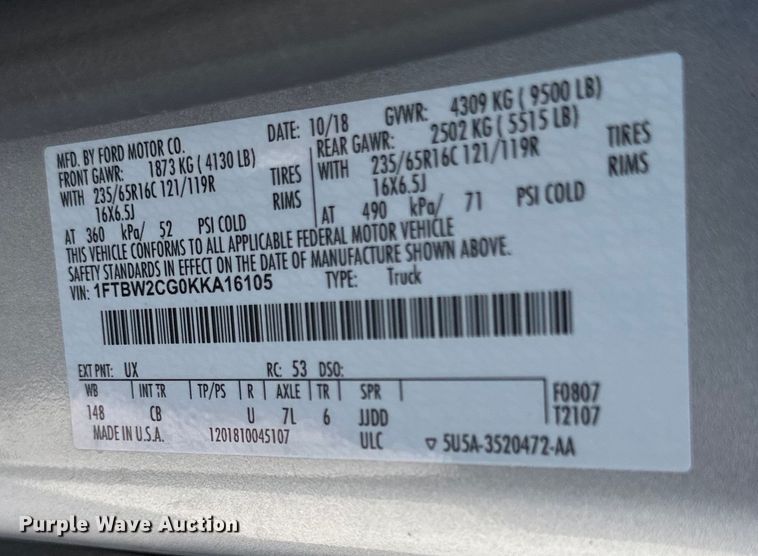 MFD. BY FORD MOTOR CO. DATE: 10/18 GVWR: 4309 KG ( 9500 LB)
FRONT GAWR: 1873 KG ( 4130 LB) REAR GAWR: 2502 KG ( 5515 LB)
WITH 235/65R16C 121/119R TIRES WITH 235/65R16C 121/119R TIRES
16X6.5J RIMS 16X6.5J RIMS
AT 360 kPa/ 52 PSI COLD AT 490 kPa/ 71 PSI COLD
THIS VEHICLE CONFORMS TO ALL APPLICABLE FEDERAL MOTOR VEHICLE
SAFETY STANDARDS IN EFFECT ON THE DATE OF MANUFACTURE SHOWN ABOVE.
VIN: 1FTBW2CG0KKA16105 TYPE: Truck
EXT PNT: UX RC: 53 DSO:
WB INT TR TP/PS R AXLE TR SPR F0807
148 CB U 7L 6 JJDD T2107
MADE IN U.S.A. 1201810045107 ULC ▽ 5U5A-3520472-AA
Purple Wave Auction